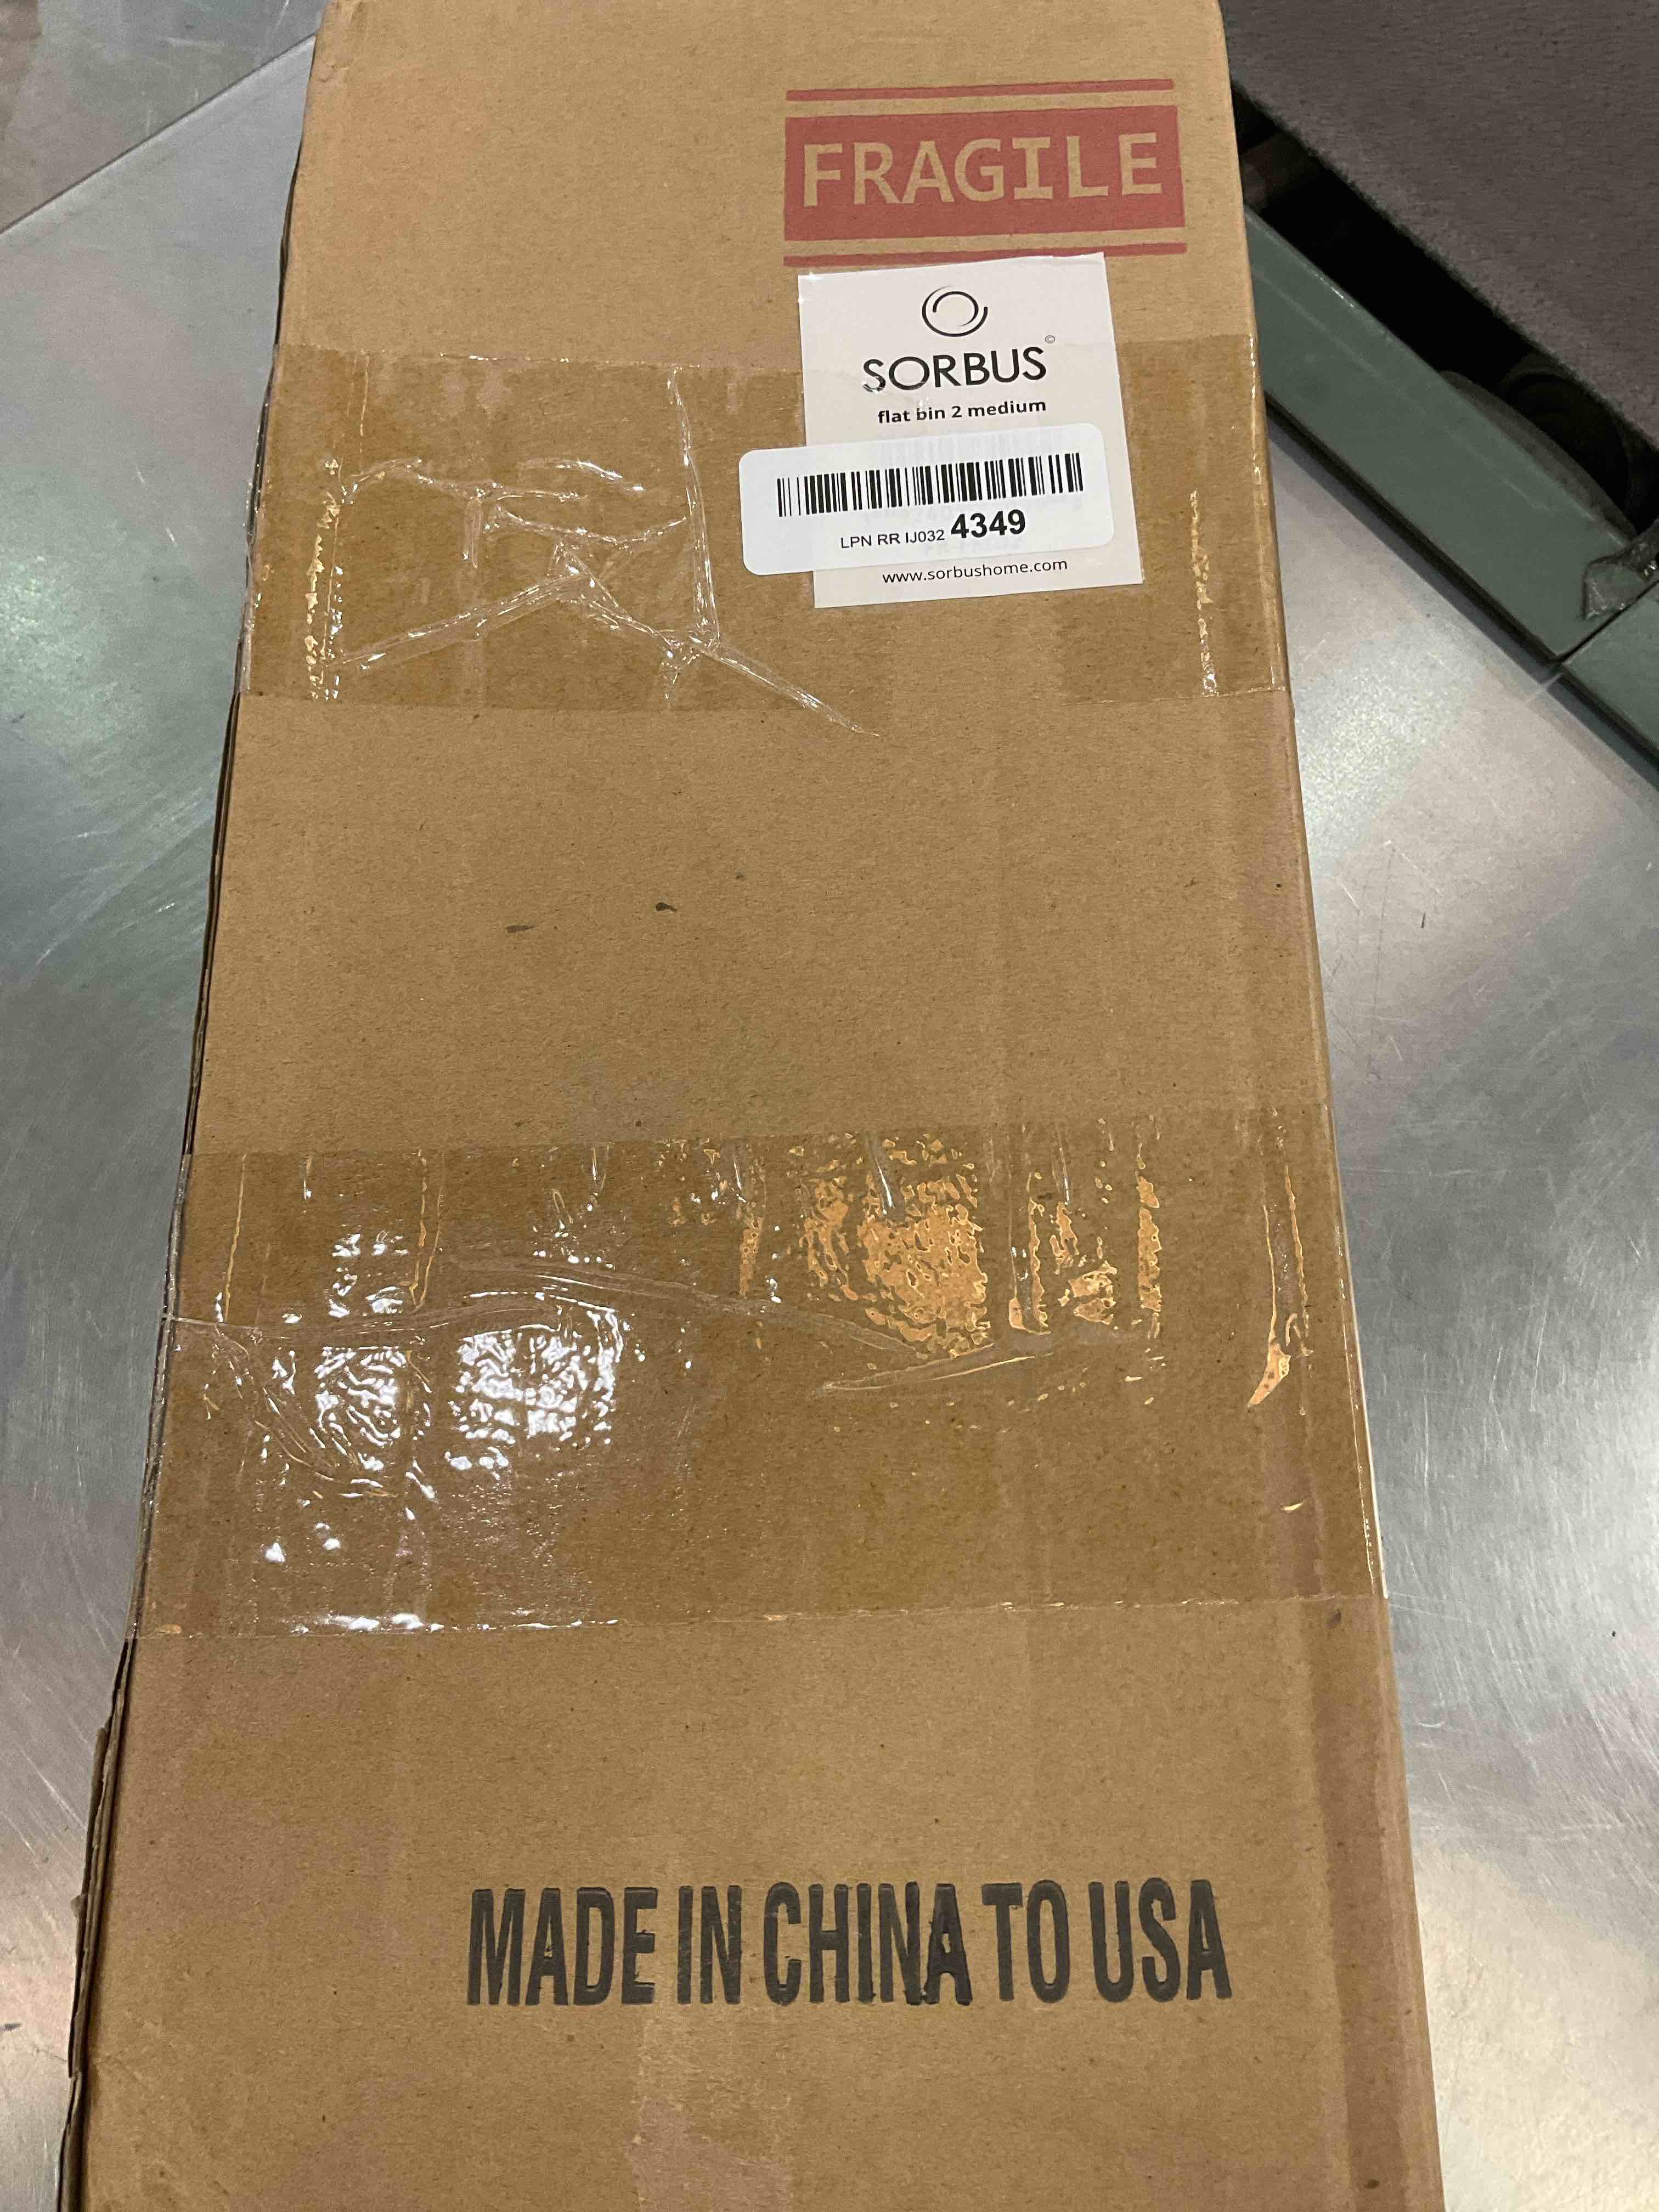 FRAGILE
SORBUS©
flat bin 2 medium
LPN RR IJ032 4349
www.sorbushome.com
MADE IN CHINA TO USA